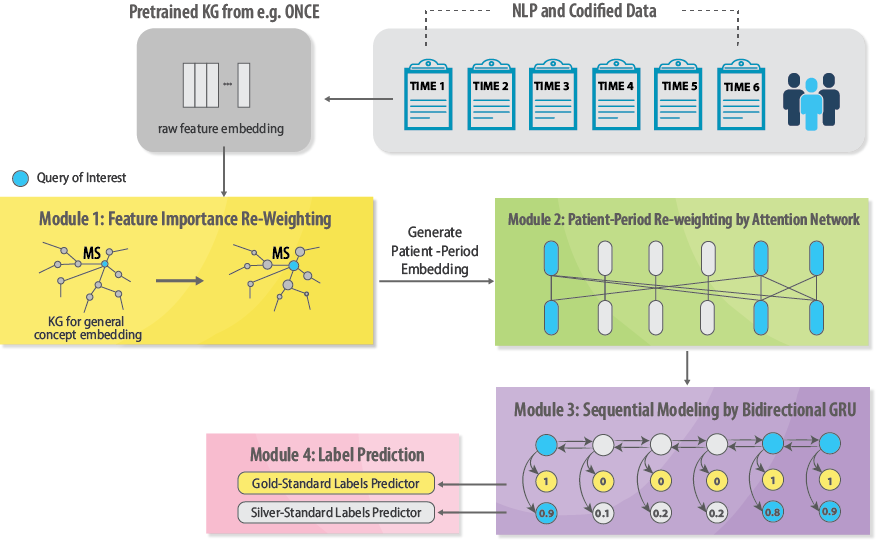 Pretrained KG from e.g. ONCE
NLP and Codified Data
raw feature embedding
TIME 1
TIME 2
TIME 3
TIME 4
TIME 5
TIME 6
Query of Interest
Module 1: Feature Importance Re-Weighting
MS
MS
KG for general
concept embedding
Generate
Patient -Period
Embedding
Module 2: Patient-Period Re-weighting by Attention Network
Module 3: Sequential Modeling by Bidirectional GRU
1
0
0
0
1
1
0.9
0.1
0.2
0.2
0.8
0.9
Module 4: Label Prediction
Gold-Standard Labels Predictor
Silver-Standard Labels Predictor